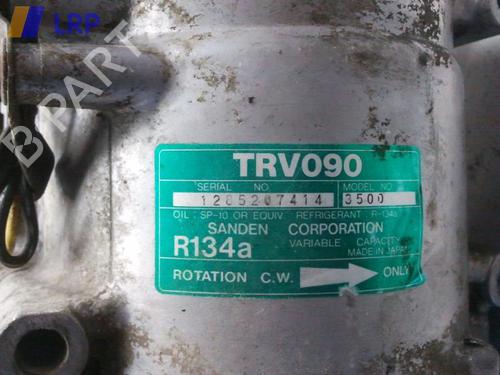 LRP
B PARTS
TRV090
SERIAL NO. MODEL NO.
1285207414 3500
OIL : SP-10 OR EQUIV. REFRIGERANT R-134a
SANDEN CORPORATION
R134a VARIABLE CAPACITY
MADE IN JAPAN
ROTATION C.W. ONLY